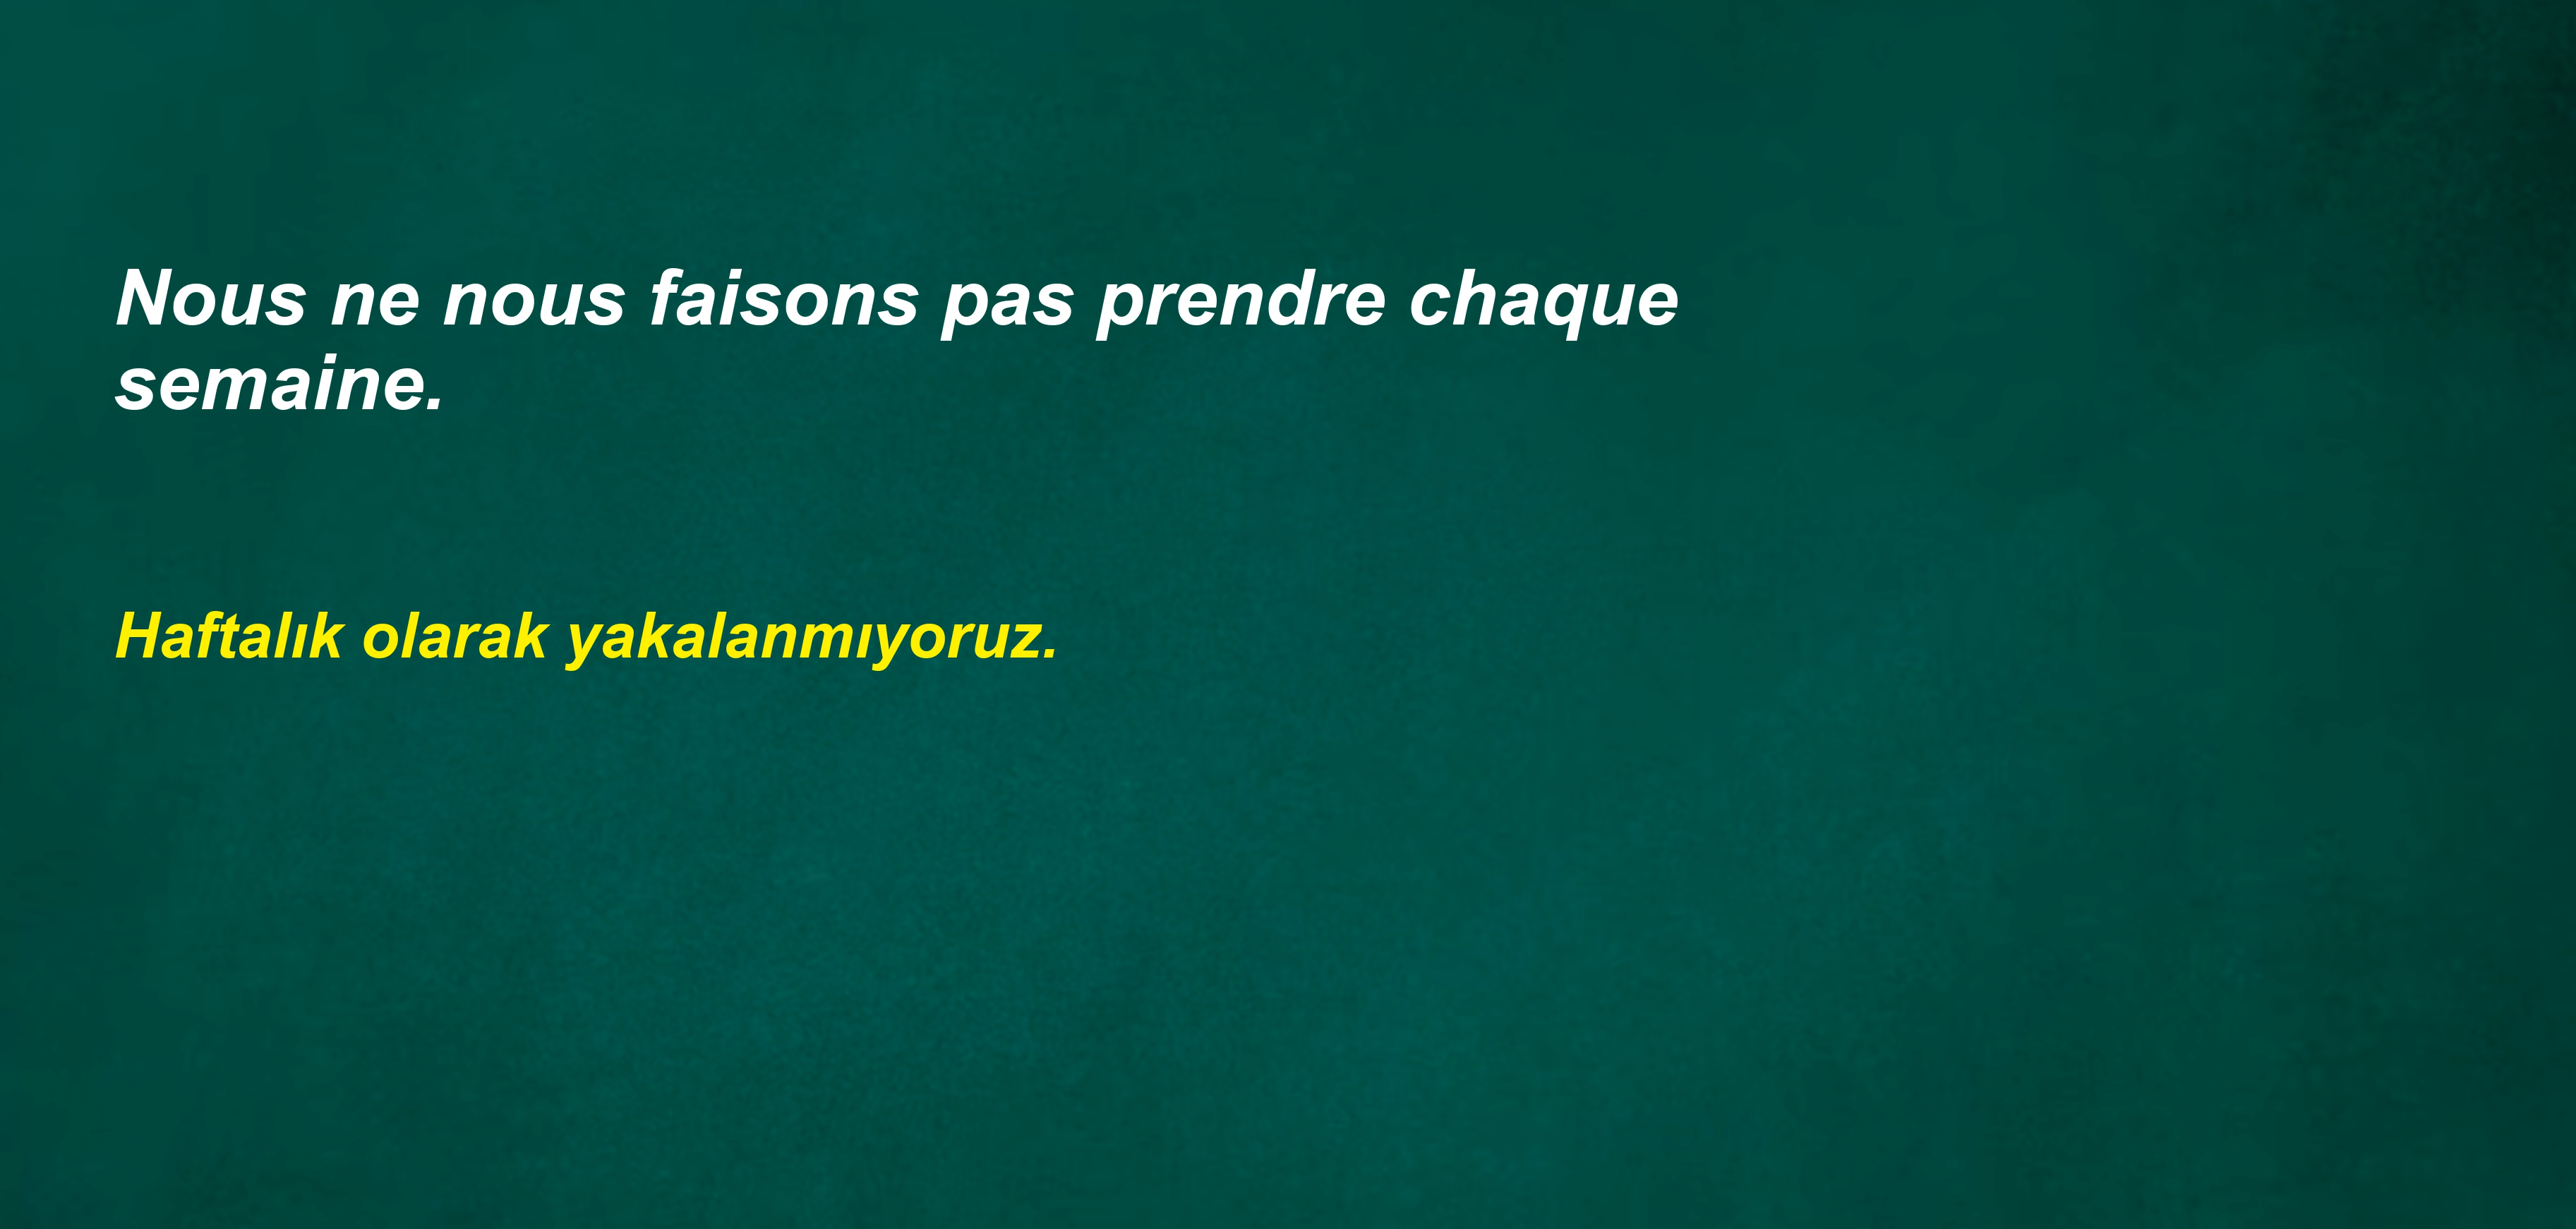 Nous ne nous faisons pas prendre chaque
semaine.
Haftalık olarak yakalanmıyoruz.